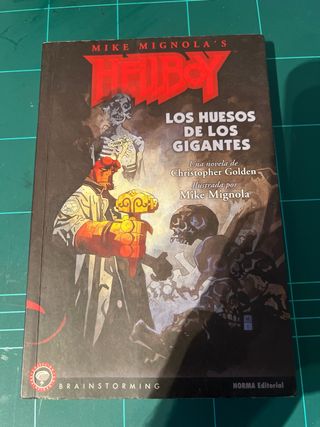 MIKE MIGNOLA'S
HELLBOY
LOS HUESOS
DE LOS
GIGANTES
Una novela de
Christopher Golden
Ilustrada por
Mike Mignola
BRAINSTORMING
NORMA Editorial